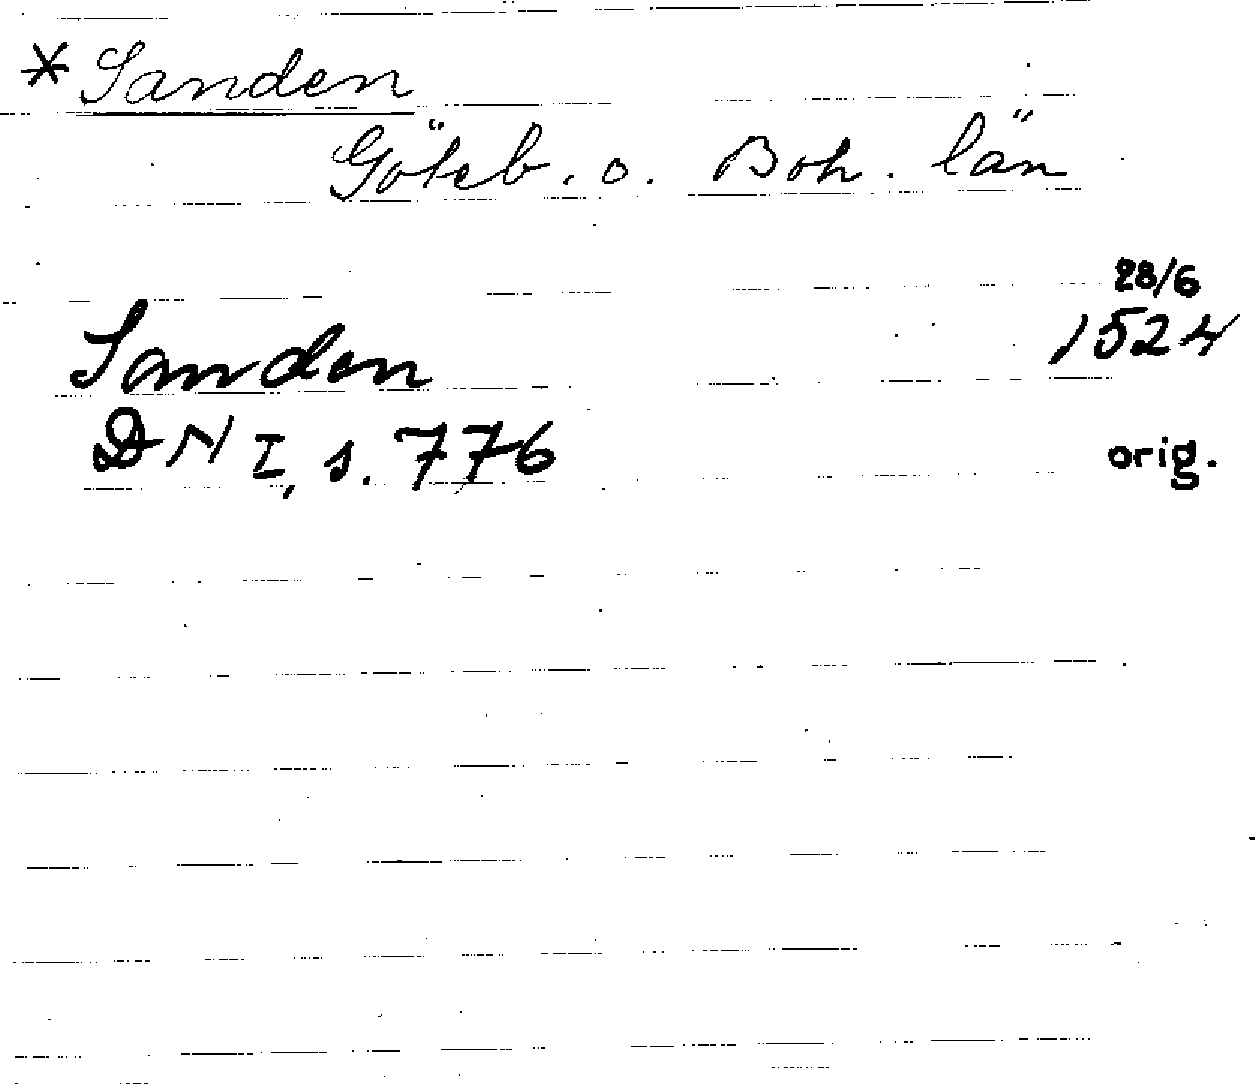 *Sanden
Göteb. o. Boh. län
28/6
Sanden 1524
DN I, s. 776 orig.